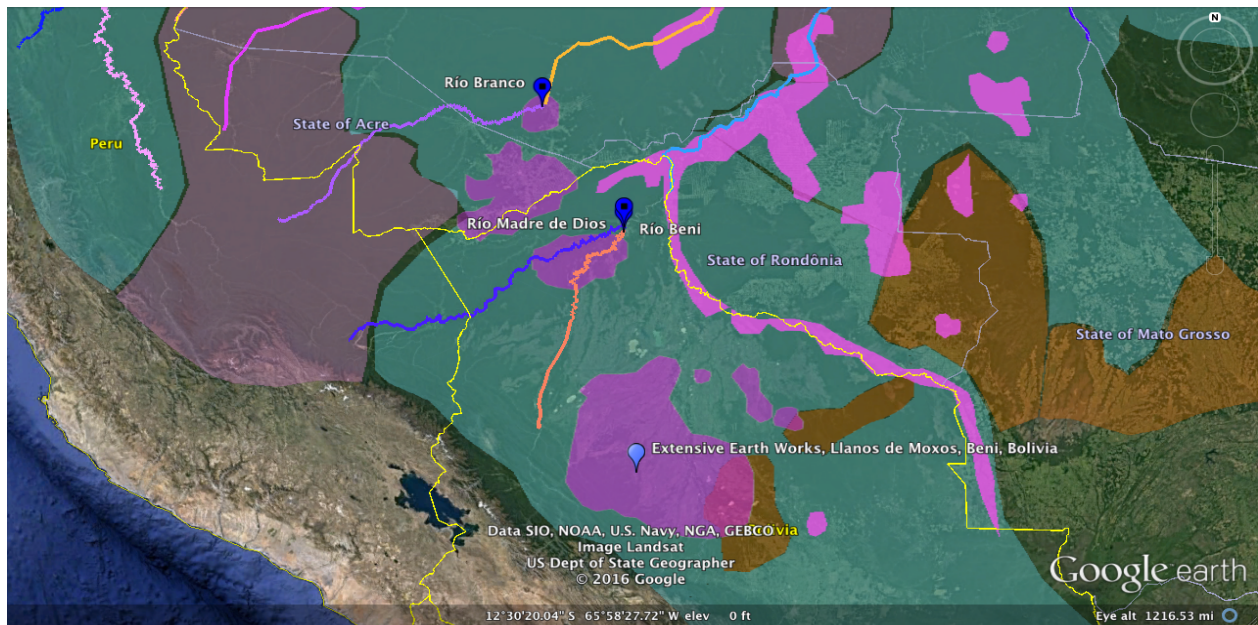 N
Río Branco
State of Acre
Peru
Río Madre de Dios
Río Beni
State of Rondônia
State of Mato Grosso
Extensive Earth Works, Llanos de Moxos, Beni, Bolivia
Data SIO, NOAA, U.S. Navy, NGA, GEBCO
Image Landsat
US Dept of State Geographer
© 2016 Google
Google earth
12°30'20.04" S 65°58'27.72" W elev 0 ft
Eye alt 1216.53 mi